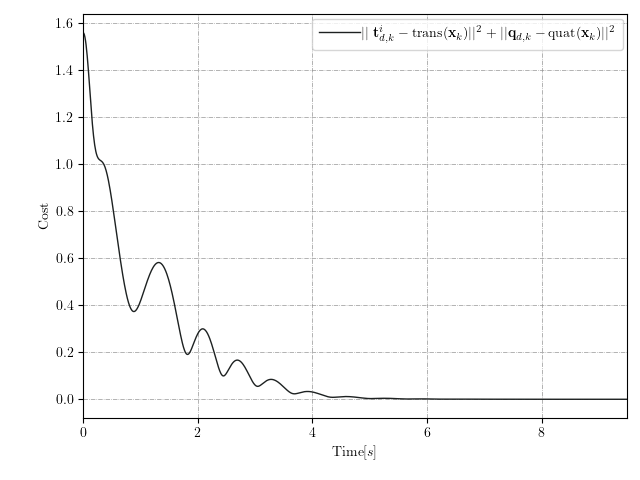 1.6
|| t^i_{d,k} − trans(x_k)||^2 + ||q_{d,k} − quat(x_k)||^2
1.4
1.2
1.0
0.8
0.6
0.4
0.2
0.0
Cost
0 2 4 6 8
Time[s]